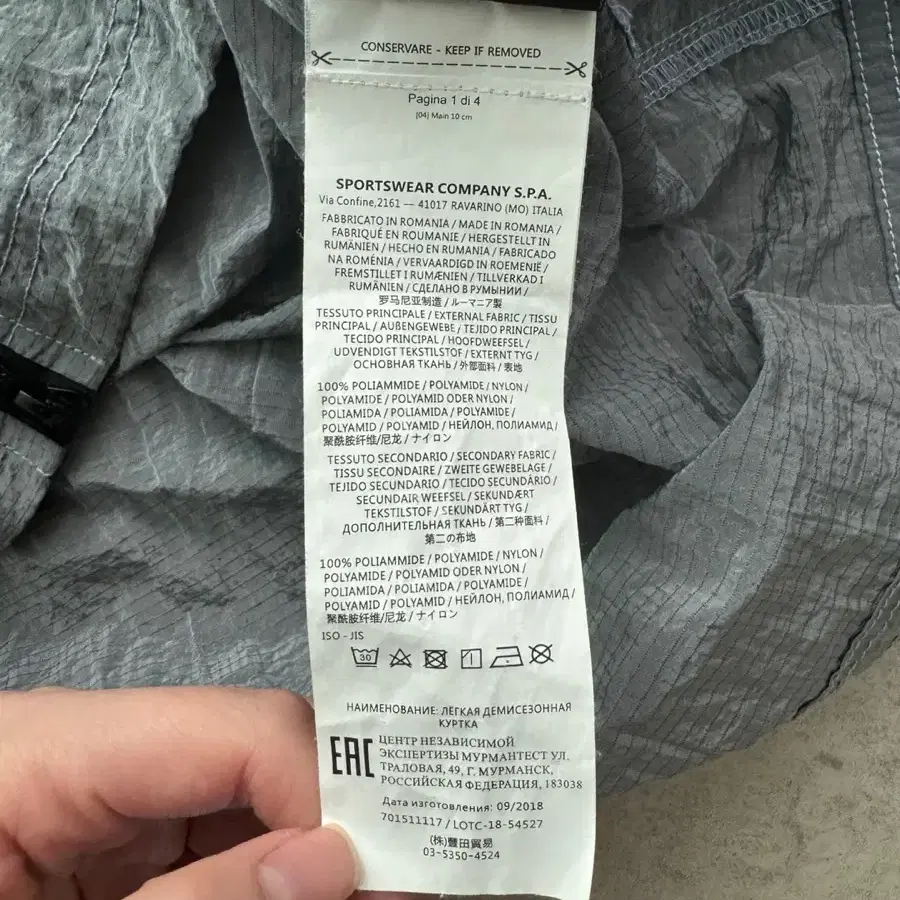 CONSERVARE - KEEP IF REMOVED
Pagina 1 di 4
[04] Main 10 cm
SPORTSWEAR COMPANY S.P.A.
Via Confine,2161 — 41017 RAVARINO (MO) ITALIA
FABBRICATO IN ROMANIA / MADE IN ROMANIA /
FABRIQUÉ EN ROUMANIE / HERGESTELLT IN
RUMÄNIEN / HECHO EN RUMANIA / FABRICADO
NA ROMÉNIA / VERVAARDIGD IN ROEMENIË /
FREMSTILLET I RUMÆNIEN / TILLVERKAD I
RUMÄNIEN / СДЕЛАНО В РУМЫНИИ /
罗马尼亚制造 / ルーマニア製
TESSUTO PRINCIPALE / EXTERNAL FABRIC / TISSU
PRINCIPAL / AUßENGEWEBE / TEJIDO PRINCIPAL /
TECIDO PRINCIPAL / HOOFDWEEFSEL /
UDVENDIGT TEKSTILSTOF / EXTERNT TYG /
ОСНОВНАЯ ТКАНЬ / 外部面料 / 表地
100% POLIAMMIDE / POLYAMIDE / NYLON /
POLYAMIDE / POLYAMID ODER NYLON /
POLIAMIDA / POLIAMIDA / POLYAMIDE /
POLYAMID / POLYAMID / НЕЙЛОН, ПОЛИАМИД /
聚酰胺纤维/尼龙 / ナイロン
TESSUTO SECONDARIO / SECONDARY FABRIC /
TISSU SECONDAIRE / ZWEITE GEWEBELAGE /
TEJIDO SECUNDARIO / TECIDO SECUNDÁRIO /
SECUNDAIR WEEFSEL / SEKUNDÆRT
TEKSTILSTOF / SEKUNDÄRT TYG /
ДОПОЛНИТЕЛЬНАЯ ТКАНЬ / 第二种面料 /
第二の布地
100% POLIAMMIDE / POLYAMIDE / NYLON /
POLYAMIDE / POLYAMID ODER NYLON /
POLIAMIDA / POLIAMIDA / POLYAMIDE /
POLYAMID / POLYAMID / НЕЙЛОН, ПОЛИАМИД /
聚酰胺纤维/尼龙 / ナイロン
ISO - JIS
30
НАИМЕНОВАНИЕ: ЛЁГКАЯ ДЕМИСЕЗОННАЯ
КУРТКА
EAC
ЦЕНТР НЕЗАВИСИМОЙ
ЭКСПЕРТИЗЫ МУРМАНТЕСТ УЛ.
ТРАЛОВАЯ, 49, Г. МУРМАНСК,
РОССИЙСКАЯ ФЕДЕРАЦИЯ, 183038
Дата изготовления: 09/2018
701511117 / LOTC-18-54527
(株)豊田貿易
03-5350-4524